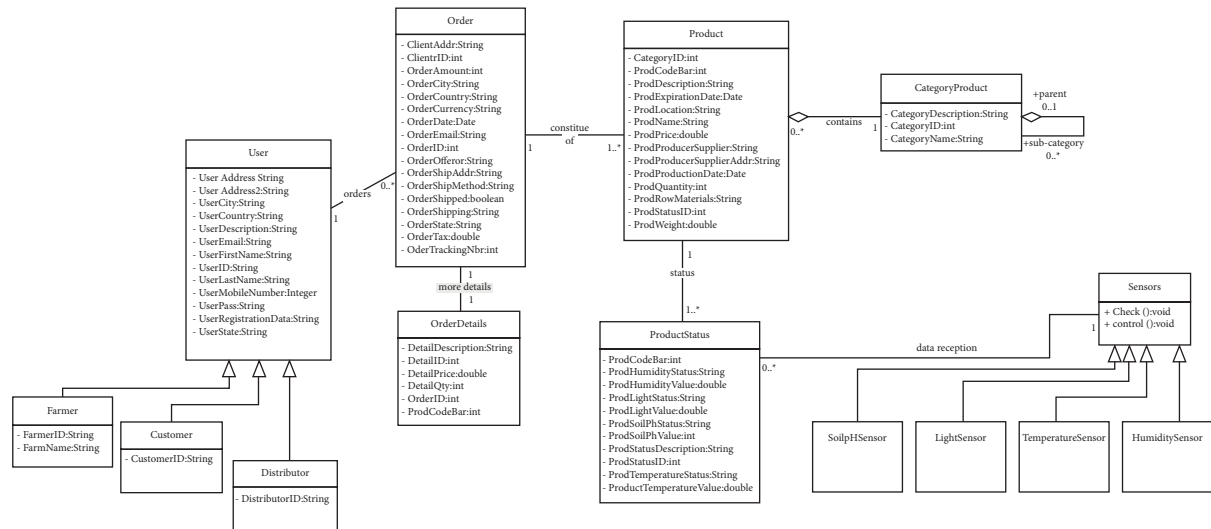 Order
- ClientAddr:String
- ClientrID:int
- OrderAmount:int
- OrderCity:String
- OrderCountry:String
- OrderCurrency:String
- OrderDate:Date
- OrderEmail:String
- OrderID:int
- OrderOfferor:String
- OrderShipAddr:String
- OrderShipMethod:String
- OrderShipped:boolean
- OrderShipping:String
- OrderState:String
- OrderTax:double
- OderTrackingNbr:int
Product
- CategoryID:int
- ProdCodeBar:int
- ProdDescription:String
- ProdExpirationDate:Date
- ProdLocation:String
- ProdName:String
- ProdPrice:double
- ProdProducerSupplier:String
- ProdProducerSupplierAddr:String
- ProdProductionDate:Date
- ProdQuantity:int
- ProdRowMaterials:String
- ProdStatusID:int
- ProdWeight:double
CategoryProduct
- CategoryDescription:String
- CategoryID:int
- CategoryName:String
+parent
0..1
+sub-category
0..*
0..*
contains
1
constitue
of
1
1..*
User
- User Address String
- User Address2:String
- UserCity:String
- UserCountry:String
- UserDescription:String
- UserEmail:String
- UserFirstName:String
- UserID:String
- UserLastName:String
- UserMobileNumber:Integer
- UserPass:String
- UserRegistrationData:String
- UserState:String
orders
0..*
1
1
more details
1
OrderDetails
- DetailDescription:String
- DetailID:int
- DetailPrice:double
- DetailQty:int
- OrderID:int
- ProdCodeBar:int
1
status
1..*
ProductStatus
- ProdCodeBar:int
- ProdHumidityStatus:String
- ProdHumidityValue:double
- ProdLightStatus:String
- ProdLightValue:double
- ProdSoilPhStatus:String
- ProdSoilPhValue:int
- ProdStatusDescription:String
- ProdStatusID:int
- ProdTemperatureStatus:String
- ProductTemperatureValue:double
0..*
data reception
1
Sensors
+ Check ():void
+ control ():void
Farmer
- FarmerID:String
- FarmName:String
Customer
- CustomerID:String
Distributor
- DistributorID:String
SoilpHSensor
LightSensor
TemperatureSensor
HumiditySensor